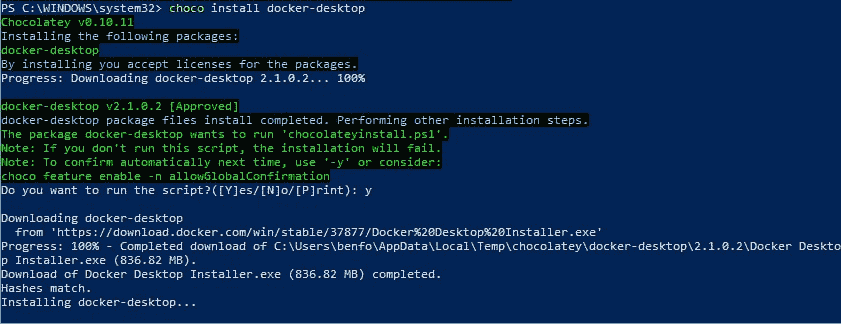 PS C:\WINDOWS\system32> choco install docker-desktop
Chocolatey v0.10.11
Installing the following packages:
docker-desktop
By installing you accept licenses for the packages.
Progress: Downloading docker-desktop 2.1.0.2... 100%
docker-desktop v2.1.0.2 [Approved]
docker-desktop package files install completed. Performing other installation steps.
The package docker-desktop wants to run 'chocolateyinstall.ps1'.
Note: If you don't run this script, the installation will fail.
Note: To confirm automatically next time, use '-y' or consider:
choco feature enable -n allowGlobalConfirmation
Do you want to run the script?([Y]es/[N]o/[P]rint): y
Downloading docker-desktop
from 'https://download.docker.com/win/stable/37877/Docker%20Desktop%20Installer.exe'
Progress: 100% - Completed download of C:\Users\benfo\AppData\Local\Temp\chocolatey\docker-desktop\2.1.0.2\Docker Deskto
p Installer.exe (836.82 MB).
Download of Docker Desktop Installer.exe (836.82 MB) completed.
Hashes match.
Installing docker-desktop...